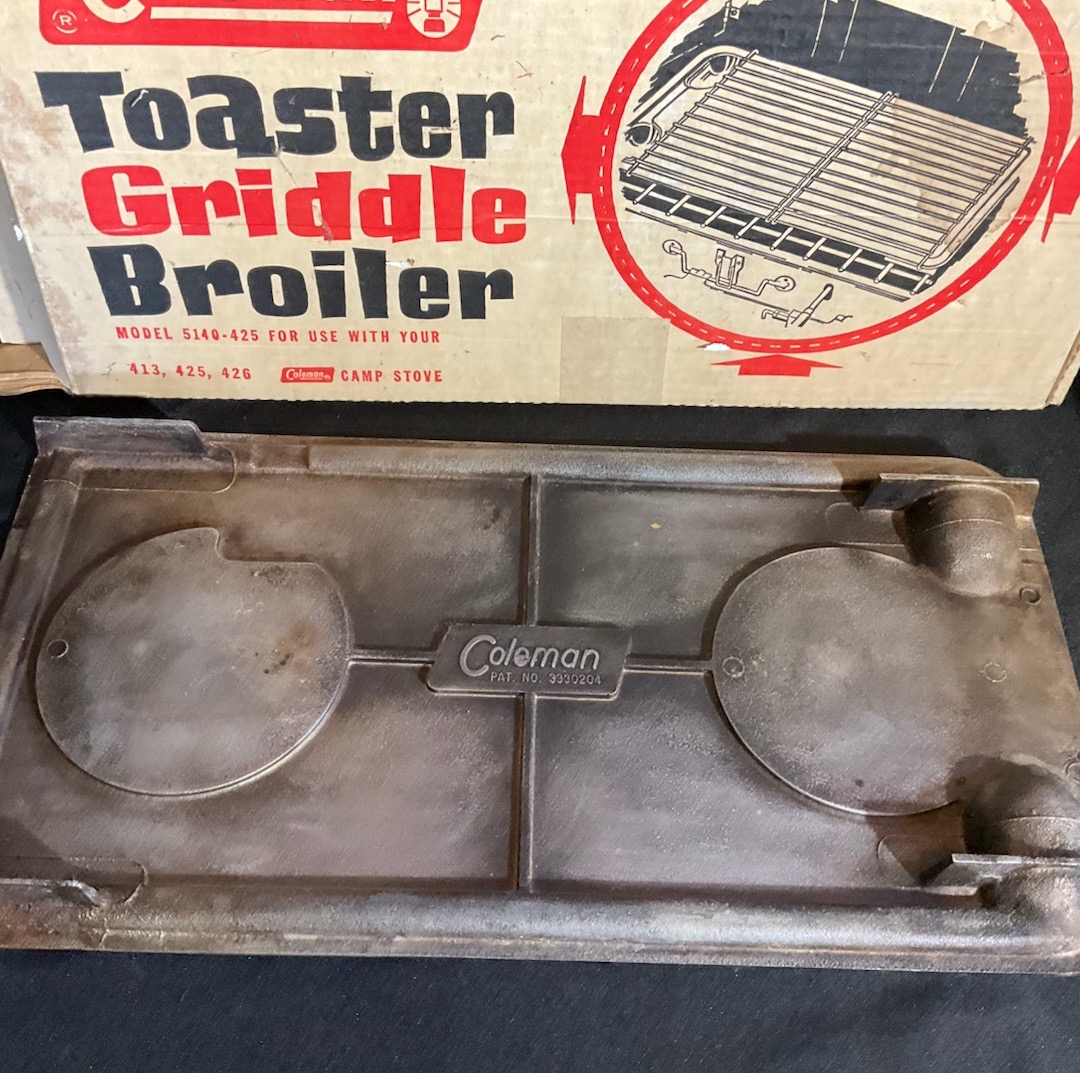 ®
Toaster
Griddle
Broiler
MODEL 5140-425 FOR USE WITH YOUR
413, 425, 426 Coleman CAMP STOVE
Coleman
PAT. NO. 3330204